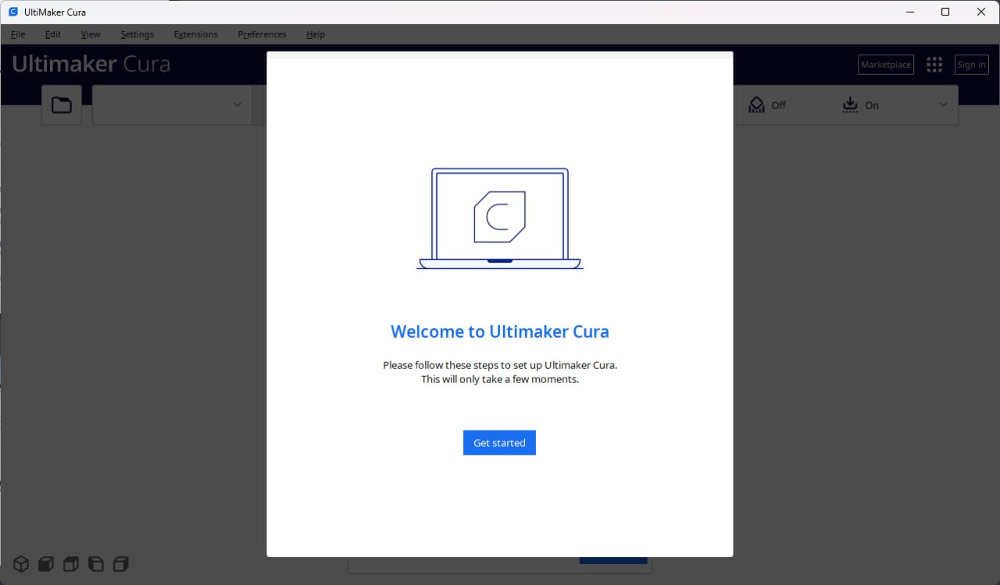 UltiMaker Cura
File Edit View Settings Extensions Preferences Help
Ultimaker Cura
Marketplace
Sign in
Off
On
Welcome to Ultimaker Cura
Please follow these steps to set up Ultimaker Cura.
This will only take a few moments.
Get started